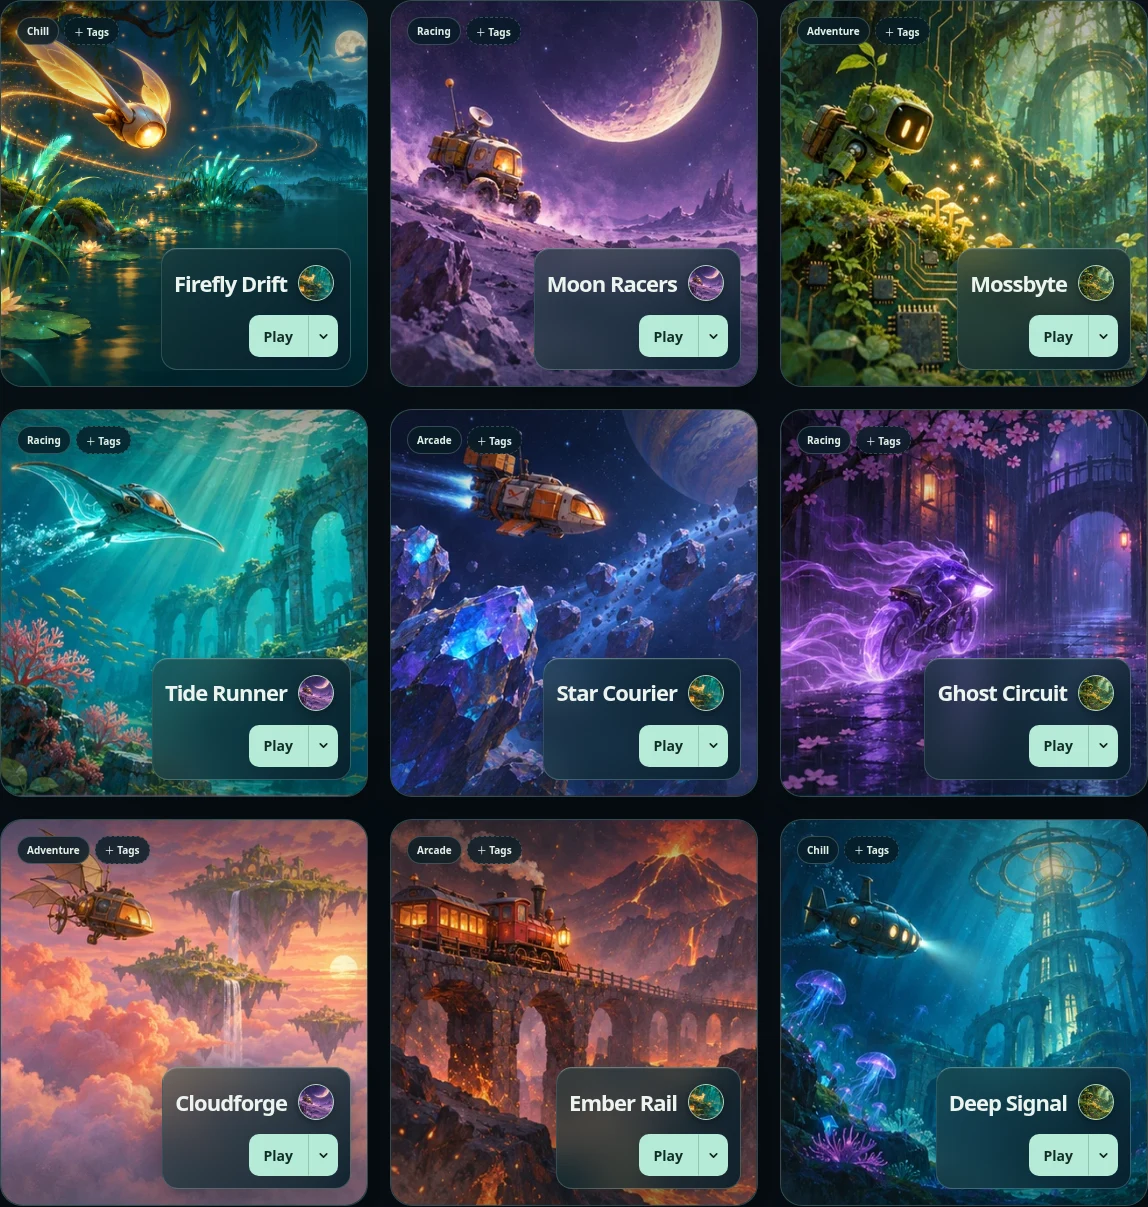 Chill + Tags
Firefly Drift
Play
Racing + Tags
Moon Racers
Play
Adventure + Tags
Mossbyte
Play
Racing + Tags
Tide Runner
Play
Arcade + Tags
Star Courier
Play
Racing + Tags
Ghost Circuit
Play
Adventure + Tags
Cloudforge
Play
Arcade + Tags
Ember Rail
Play
Chill + Tags
Deep Signal
Play